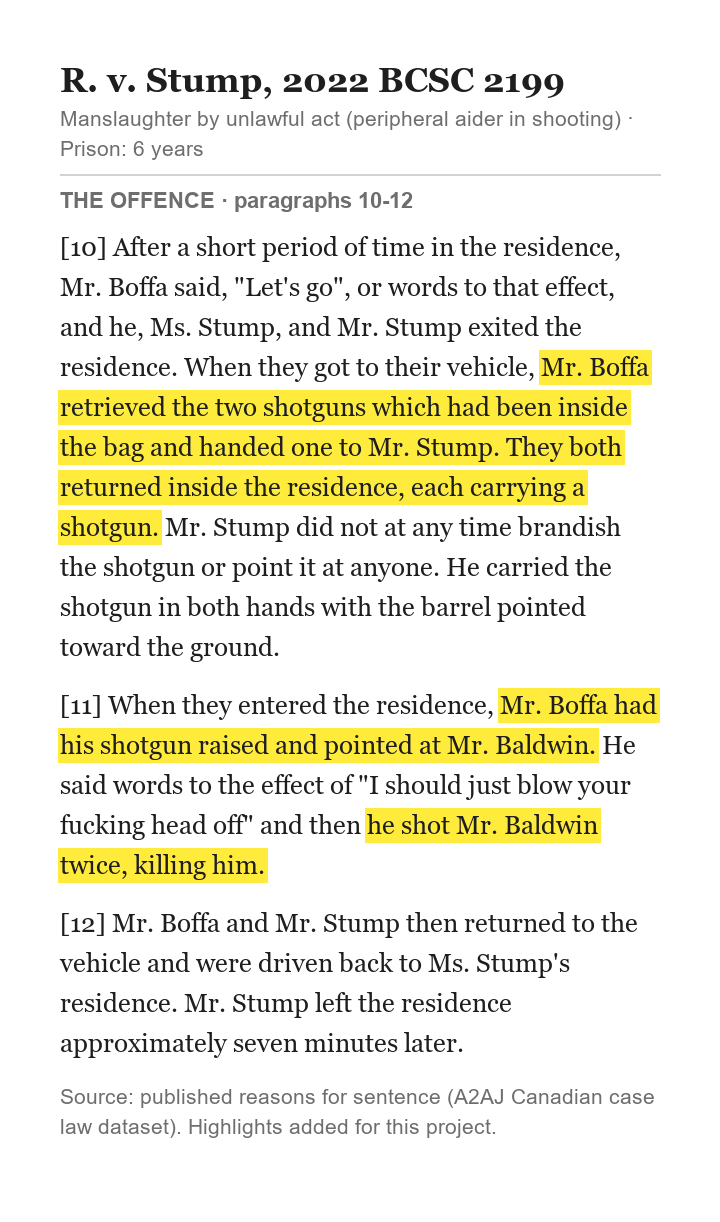 R. v. Stump, 2022 BCSC 2199
Manslaughter by unlawful act (peripheral aider in shooting) ·
Prison: 6 years
THE OFFENCE · paragraphs 10-12
[10] After a short period of time in the residence,
Mr. Boffa said, "Let's go", or words to that effect,
and he, Ms. Stump, and Mr. Stump exited the
residence. When they got to their vehicle, Mr. Boffa
retrieved the two shotguns which had been inside
the bag and handed one to Mr. Stump. They both
returned inside the residence, each carrying a
shotgun. Mr. Stump did not at any time brandish
the shotgun or point it at anyone. He carried the
shotgun in both hands with the barrel pointed
toward the ground.
[11] When they entered the residence, Mr. Boffa had
his shotgun raised and pointed at Mr. Baldwin. He
said words to the effect of "I should just blow your
fucking head off" and then he shot Mr. Baldwin
twice, killing him.
[12] Mr. Boffa and Mr. Stump then returned to the
vehicle and were driven back to Ms. Stump's
residence. Mr. Stump left the residence
approximately seven minutes later.
Source: published reasons for sentence (A2AJ Canadian case
law dataset). Highlights added for this project.